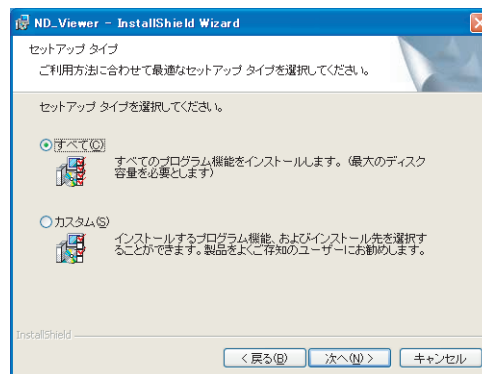 ND_Viewer - InstallShield Wizard
セットアップ タイプ
ご利用方法に合わせて最適なセットアップ タイプを選択してください。
セットアップ タイプを選択してください。
すべて(C)
すべてのプログラム機能をインストールします。(最大のディスク
容量を必要とします)
カスタム(S)
インストールするプログラム機能、およびインストール先を選択す
ることができます。製品をよくご存知のユーザーにお勧めします。
InstallShield
< 戻る(B) 次へ(N) > キャンセル